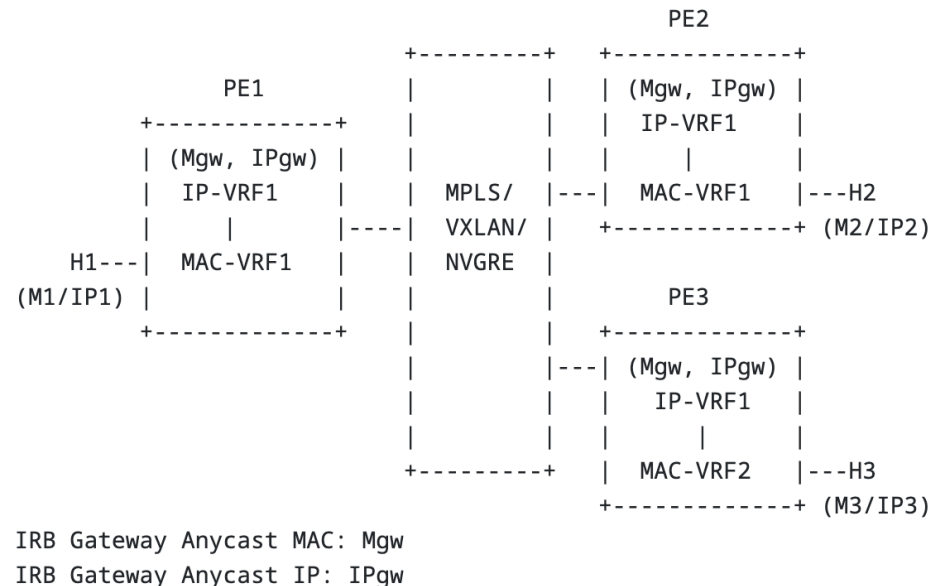 PE2
PE1
(Mgw, IPgw)
IP-VRF1
(Mgw, IPgw)
IP-VRF1
MPLS/
MAC-VRF1
H2
VXLAN/
(M2/IP2)
H1
MAC-VRF1
NVGRE
(M1/IP1)
PE3
(Mgw, IPgw)
IP-VRF1
MAC-VRF2
H3
(M3/IP3)
IRB Gateway Anycast MAC: Mgw
IRB Gateway Anycast IP: IPgw